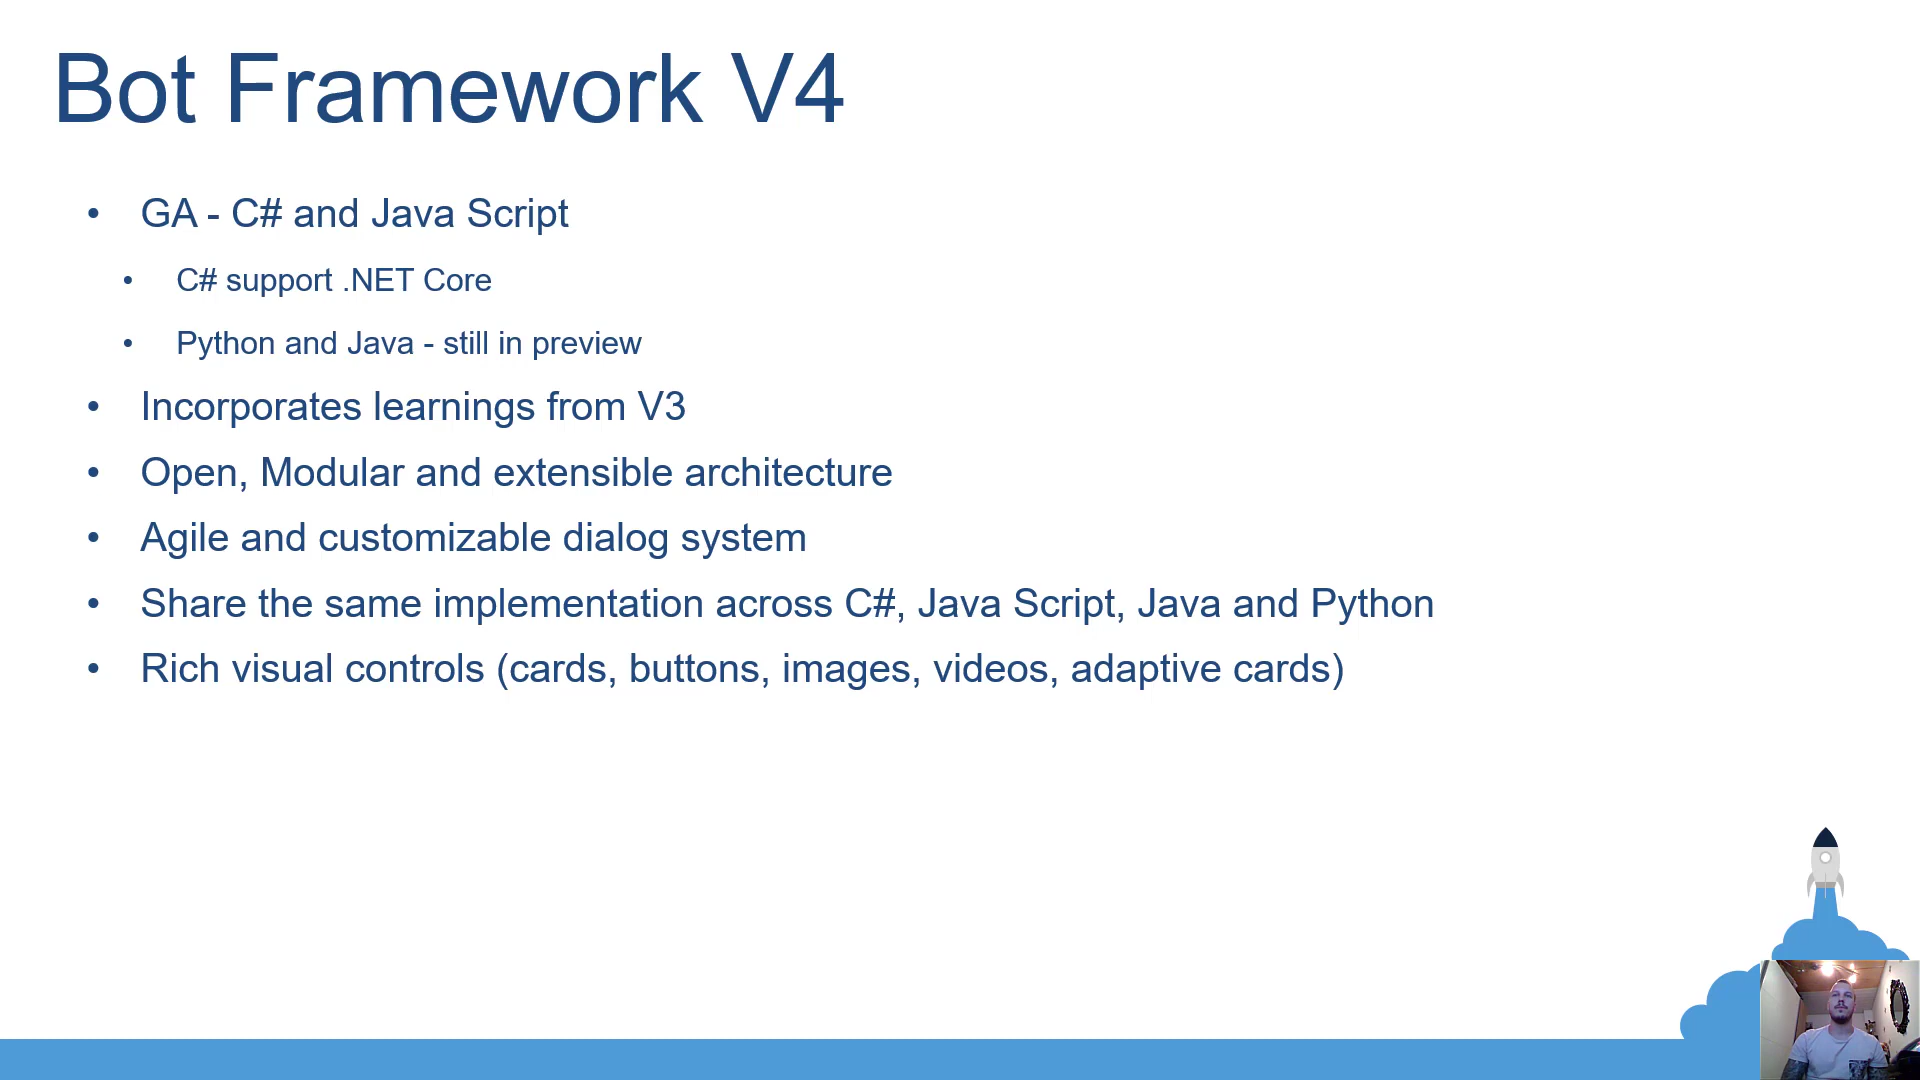 Bot Framework V4
• GA - C# and Java Script
• C# support .NET Core
• Python and Java - still in preview
• Incorporates learnings from V3
• Open, Modular and extensible architecture
• Agile and customizable dialog system
• Share the same implementation across C#, Java Script, Java and Python
• Rich visual controls (cards, buttons, images, videos, adaptive cards)